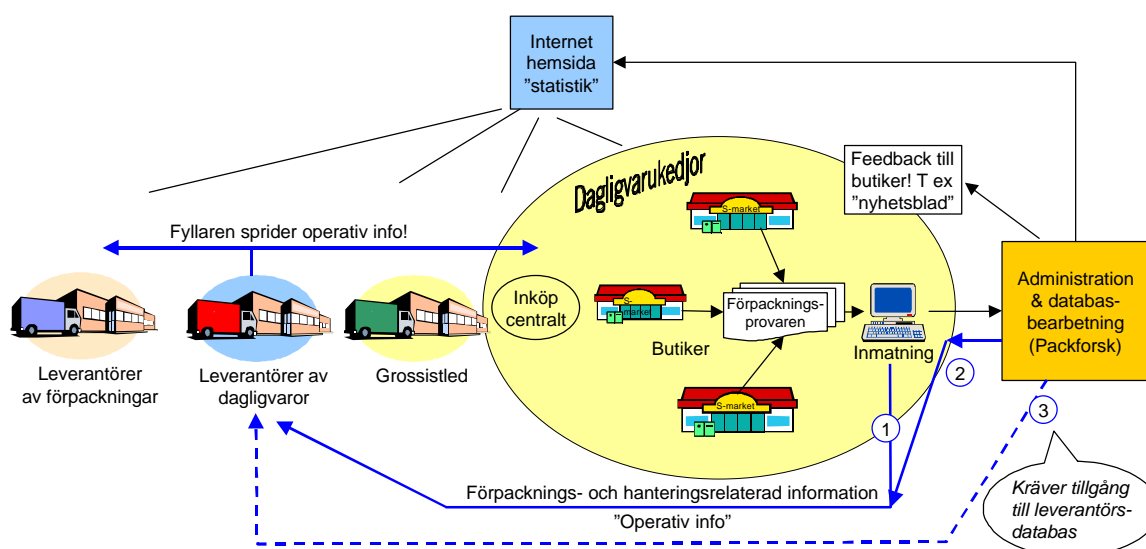 Internet
hemsida
”statistik”
Dagligvarukedjor
Feedback till
butiker! T ex
”nyhetsblad”
Fyllaren sprider operativ info!
S-market
Administration
& databas-
bearbetning
(Packforsk)
Inköp
centralt
S-
market
Förpacknings-
provaren
Butiker
Inmatning
Leverantörer
av förpackningar
Leverantörer av
dagligvaror
Grossistled
S-market
1
2
3
Förpacknings- och hanteringsrelaterad information
”Operativ info”
Kräver tillgång
till leverantörs-
databas